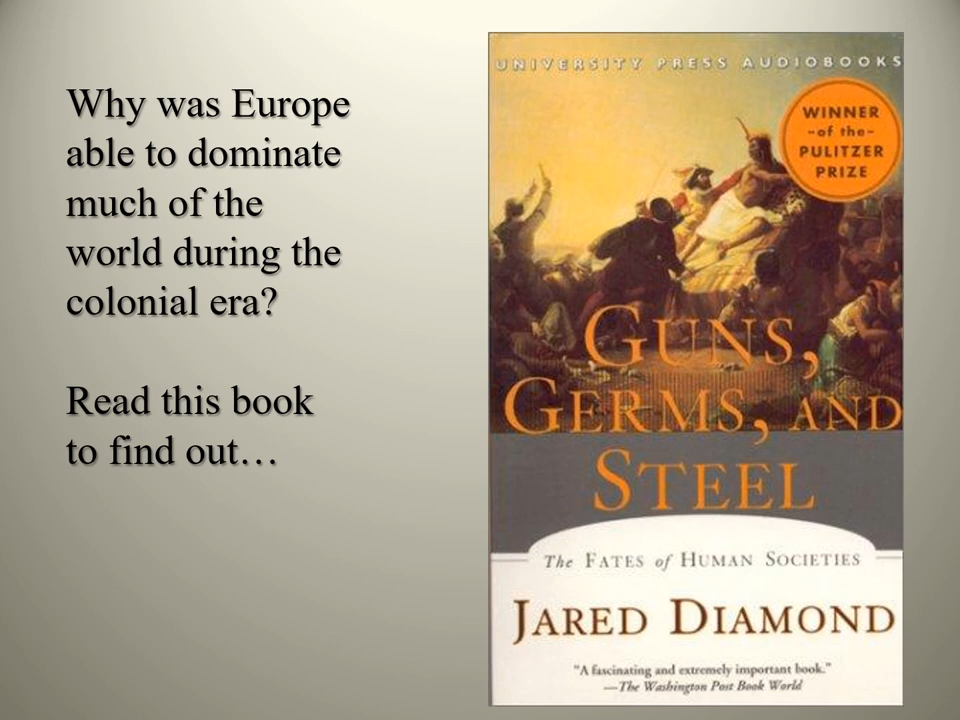 Why was Europe
able to dominate
much of the
world during the
colonial era?
Read this book
to find out…
UNIVERSITY PRESS AUDIOBOOKS
WINNER
-of the-
PULITZER
PRIZE
GUNS,
GERMS, AND
STEEL
The FATES of HUMAN SOCIETIES
JARED DIAMOND
"A fascinating and extremely important book."
—The Washington Post Book World